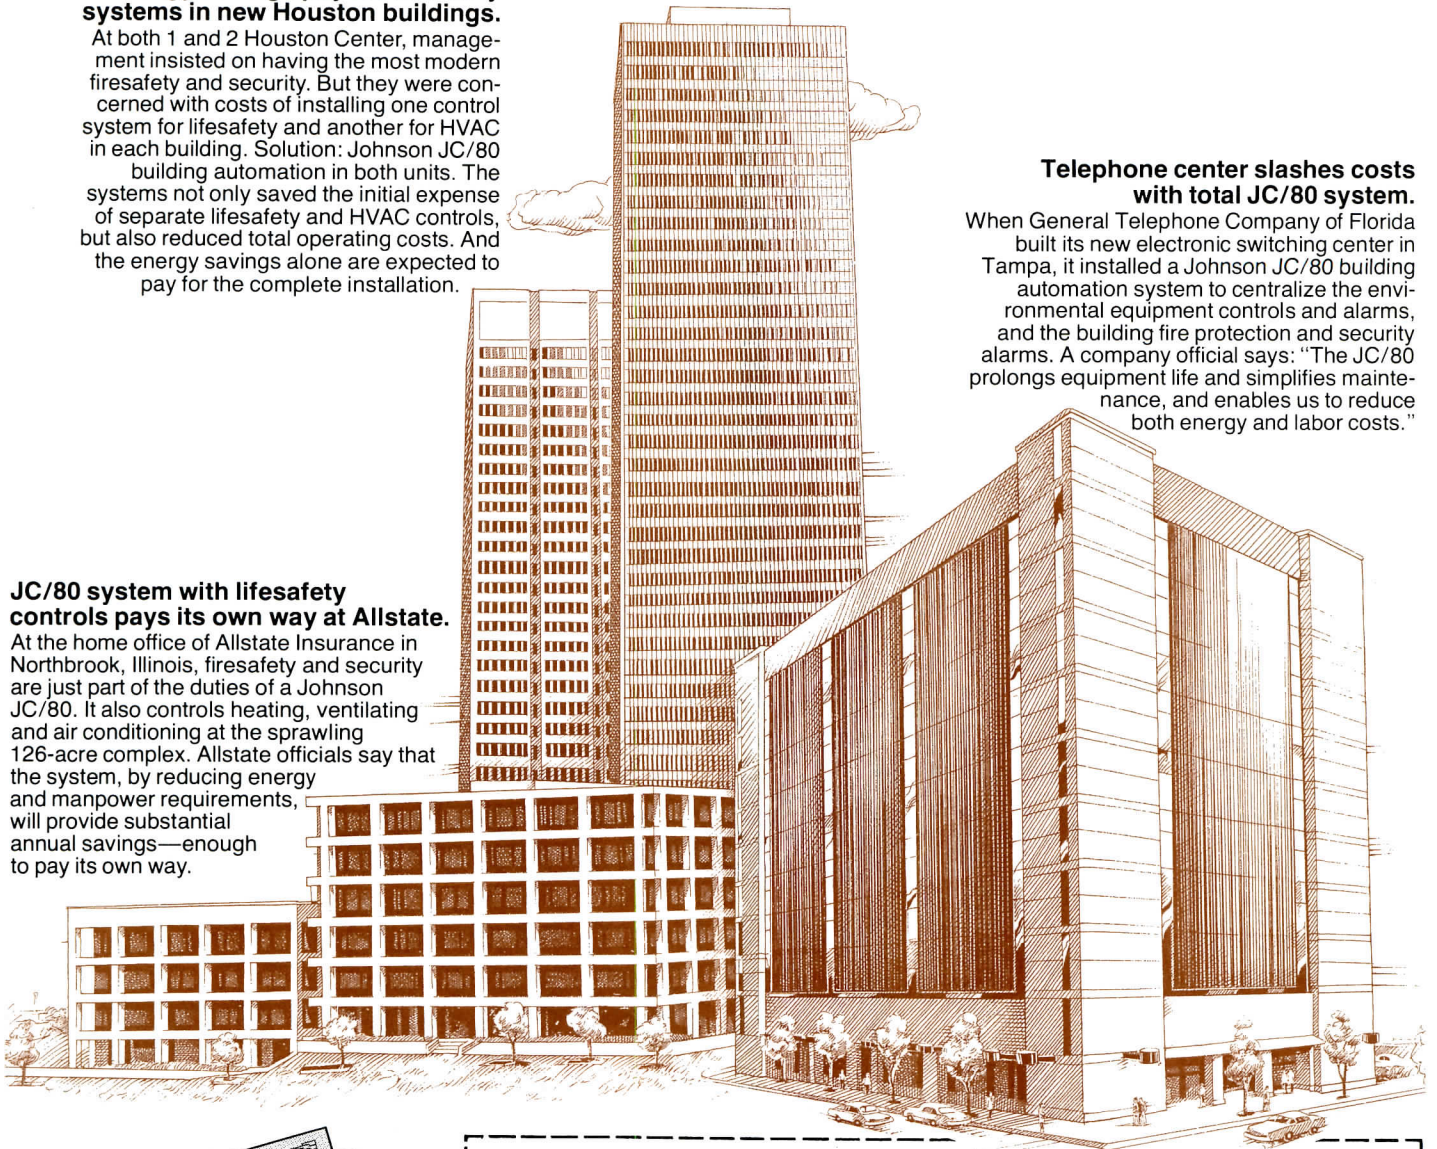 systems in new Houston buildings.
At both 1 and 2 Houston Center, manage-
ment insisted on having the most modern
firesafety and security. But they were con-
cerned with costs of installing one control
system for lifesafety and another for HVAC
in each building. Solution: Johnson JC/80
building automation in both units. The
systems not only saved the initial expense
of separate lifesafety and HVAC controls,
but also reduced total operating costs. And
the energy savings alone are expected to
pay for the complete installation.
Telephone center slashes costs
with total JC/80 system.
When General Telephone Company of Florida
built its new electronic switching center in
Tampa, it installed a Johnson JC/80 building
automation system to centralize the envi-
ronmental equipment controls and alarms,
and the building fire protection and security
alarms. A company official says: “The JC/80
prolongs equipment life and simplifies mainte-
nance, and enables us to reduce
both energy and labor costs.”
JC/80 system with lifesafety
controls pays its own way at Allstate.
At the home office of Allstate Insurance in
Northbrook, Illinois, firesafety and security
are just part of the duties of a Johnson
JC/80. It also controls heating, ventilating
and air conditioning at the sprawling
126-acre complex. Allstate officials say that
the system, by reducing energy
and manpower requirements,
will provide substantial
annual savings—enough
to pay its own way.